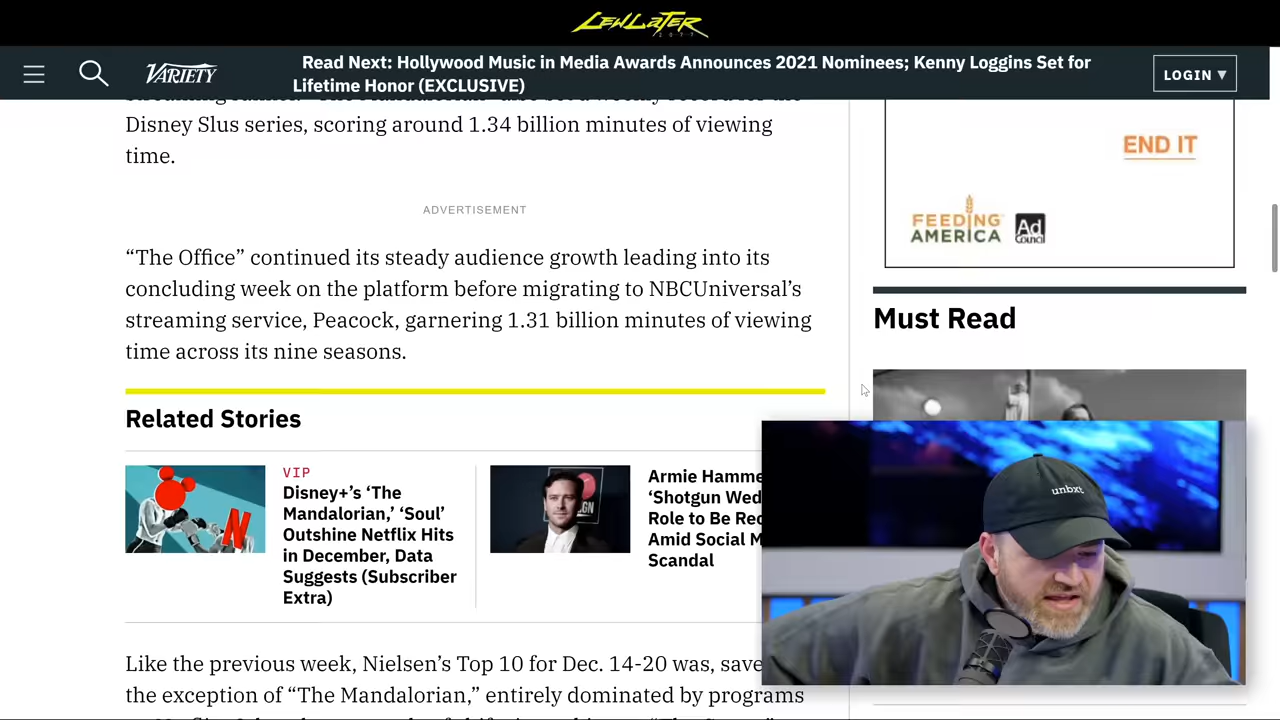 LEWLATER
2077
VARIETY
Read Next: Hollywood Music in Media Awards Announces 2021 Nominees; Kenny Loggins Set for
Lifetime Honor (EXCLUSIVE)
LOGIN ▼
Disney Slus series, scoring around 1.34 billion minutes of viewing
time.
ADVERTISEMENT
“The Office” continued its steady audience growth leading into its
concluding week on the platform before migrating to NBCUniversal’s
streaming service, Peacock, garnering 1.31 billion minutes of viewing
time across its nine seasons.
Related Stories
VIP
Disney+’s ‘The
Mandalorian,’ ‘Soul’
Outshine Netflix Hits
in December, Data
Suggests (Subscriber
Extra)
N
Armie Hamme
‘Shotgun Wed
Role to Be Rec
Amid Social M
Scandal
Like the previous week, Nielsen’s Top 10 for Dec. 14-20 was, save
the exception of “The Mandalorian,” entirely dominated by programs
END IT
FEEDING
AMERICA
Ad
Council
Must Read
unbxt